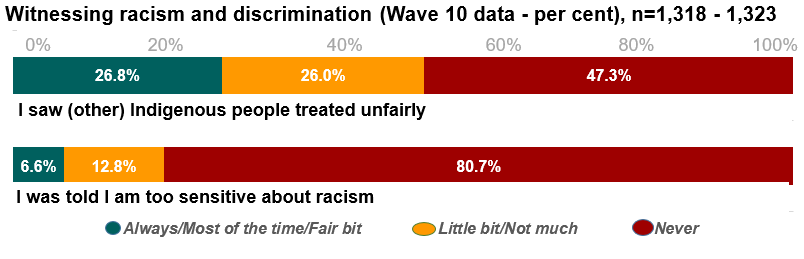 Witnessing racism and discrimination (Wave 10 data - per cent), n=1,318 - 1,323
0% 20% 40% 60% 80% 100%
26.8% 26.0% 47.3%
I saw (other) Indigenous people treated unfairly
6.6% 12.8% 80.7%
I was told I am too sensitive about racism
Always/Most of the time/Fair bit Little bit/Not much Never